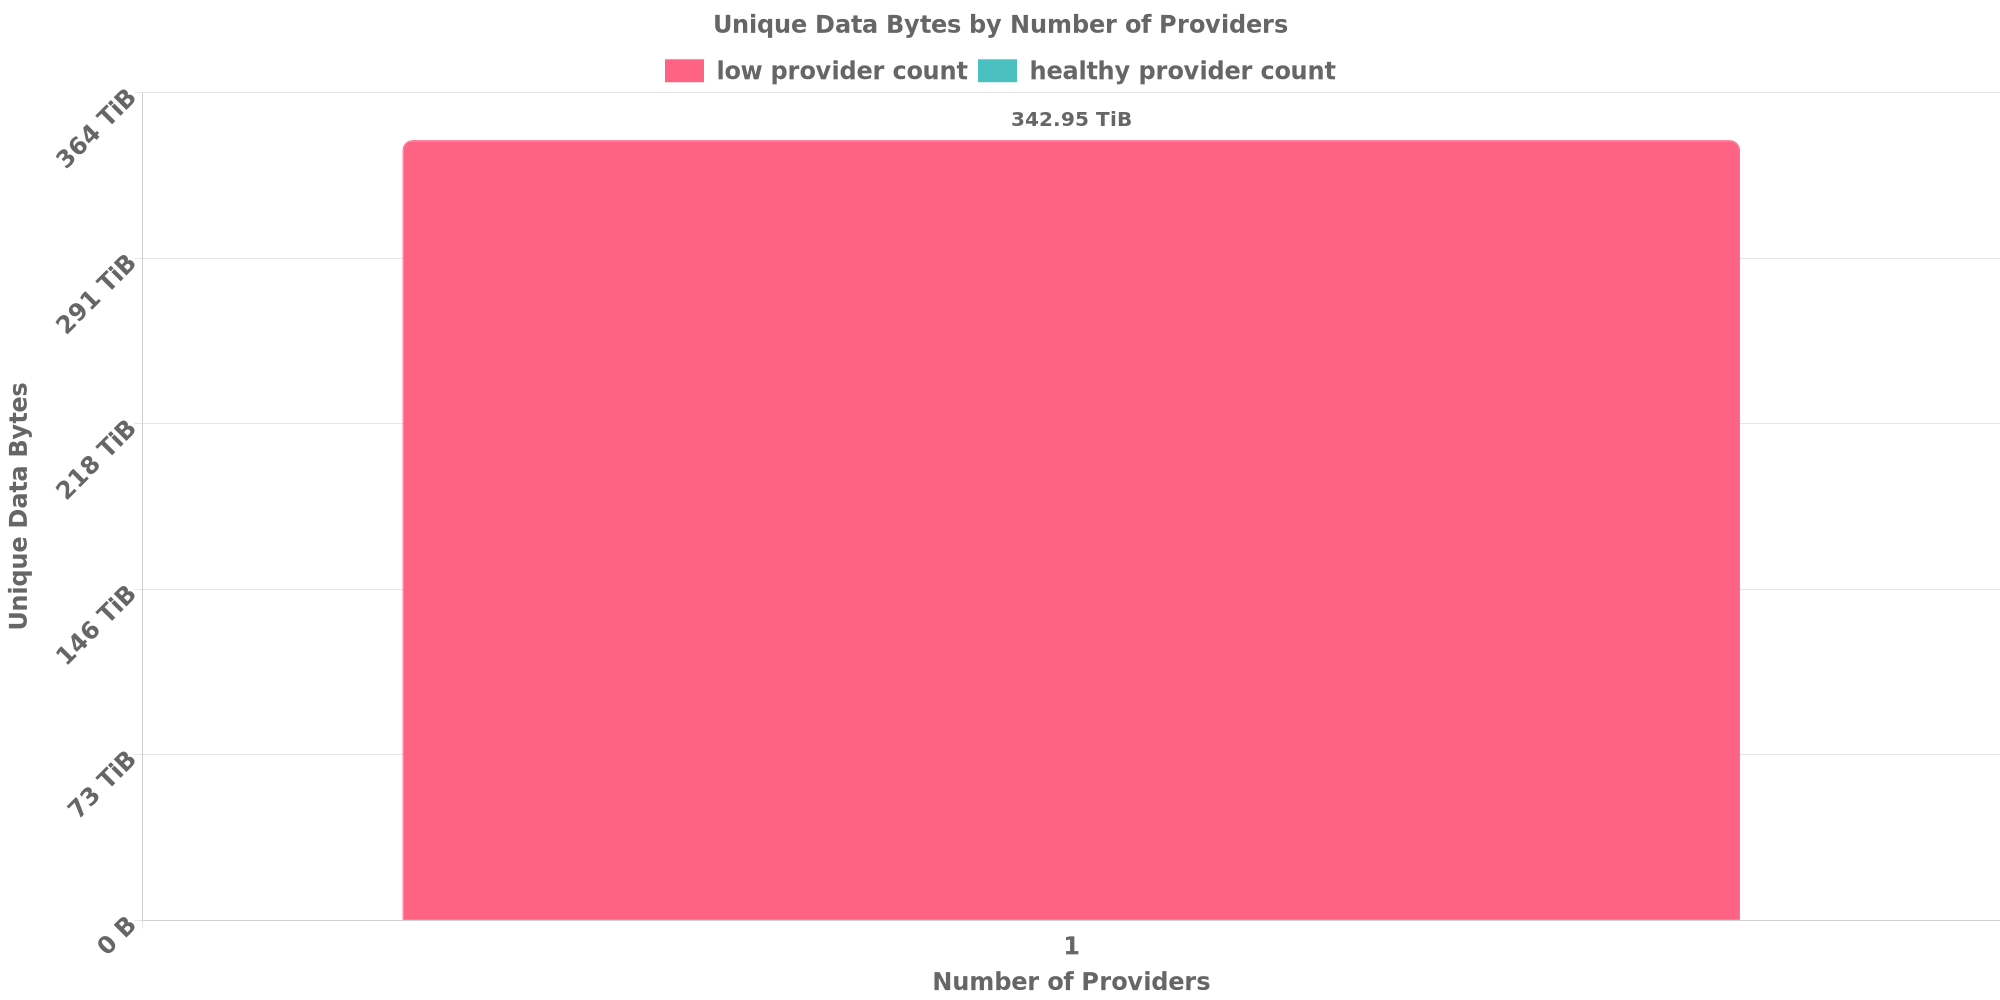 Unique Data Bytes by Number of Providers
low provider count healthy provider count
364 TiB
342.95 TiB
291 TiB
218 TiB
146 TiB
73 TiB
0 B
Unique Data Bytes
1
Number of Providers